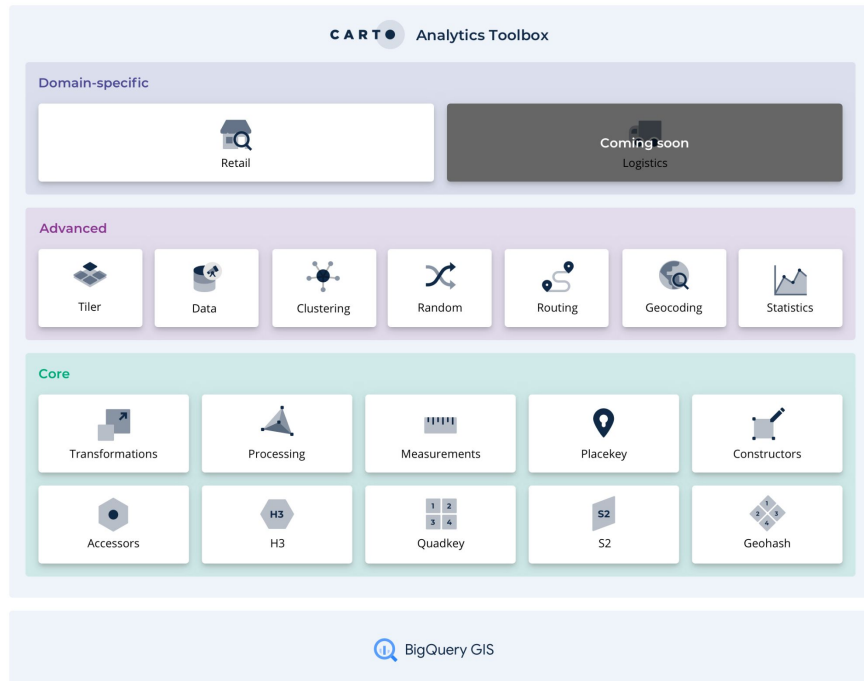 CARTO Analytics Toolbox
Domain-specific
Retail
Coming soon
Logistics
Advanced
Tiler
Data
Clustering
Random
Routing
Geocoding
Statistics
Core
Transformations
Processing
Measurements
Placekey
Constructors
H3
S2
1 2
3 4
1
2 3
4
Accessors
H3
Quadkey
S2
Geohash
BigQuery GIS